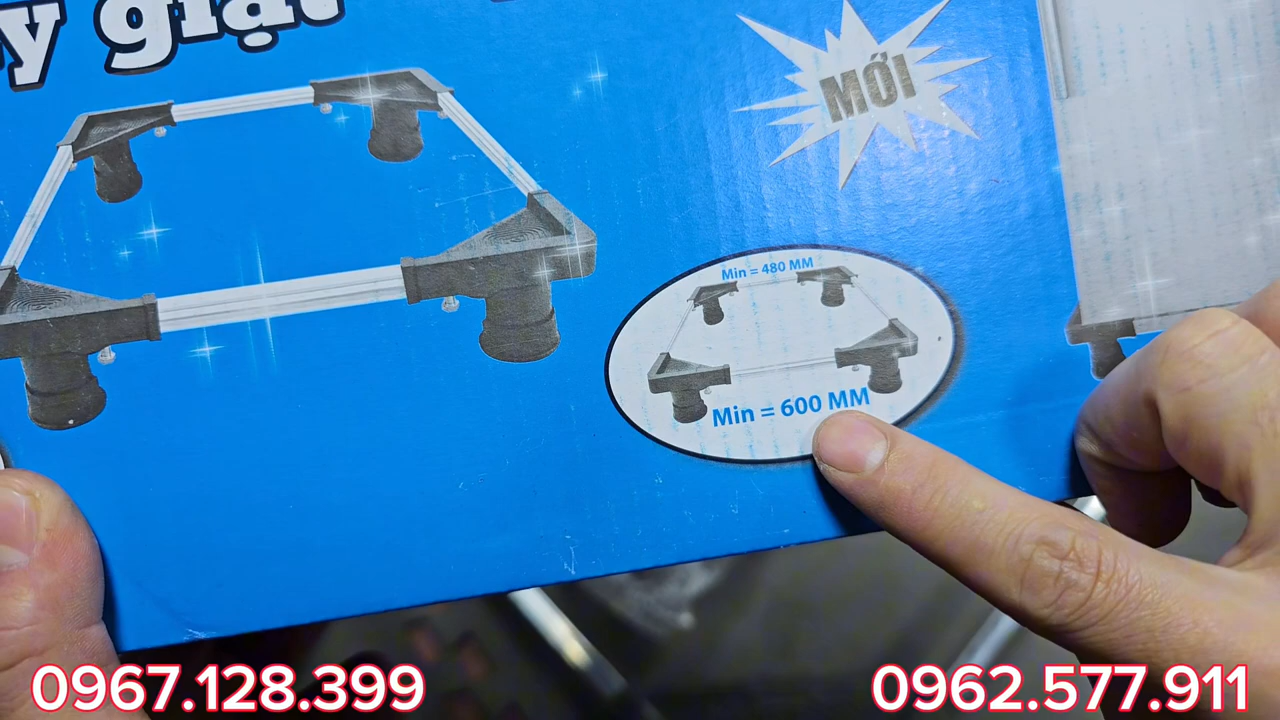 y giặt
MỚI
Min = 480 MM
Min = 600 MM
0967.128.399
0962.577.911